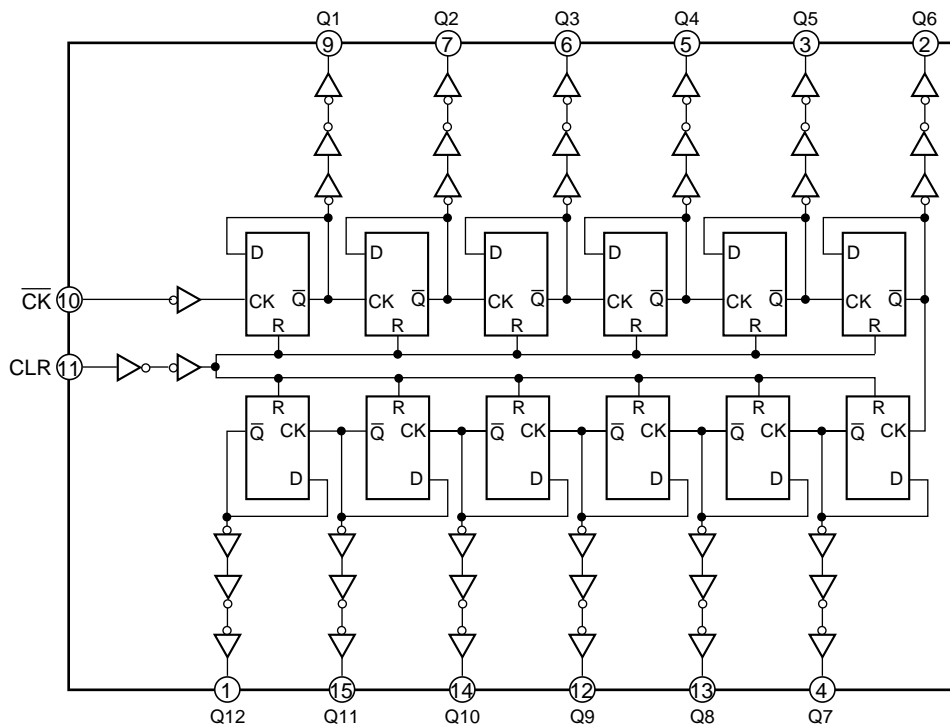 Q1 Q2 Q3 Q4 Q5 Q6
9 7 6 5 3 2
D D D D D D
C̅K̅ 10 CK Q̅ CK Q̅ CK Q̅ CK Q̅ CK Q̅ CK Q̅
R R R R R R
CLR 11
R R R R R R
Q̅ CK Q̅ CK Q̅ CK Q̅ CK Q̅ CK Q̅ CK
D D D D D D
1 15 14 12 13 4
Q12 Q11 Q10 Q9 Q8 Q7